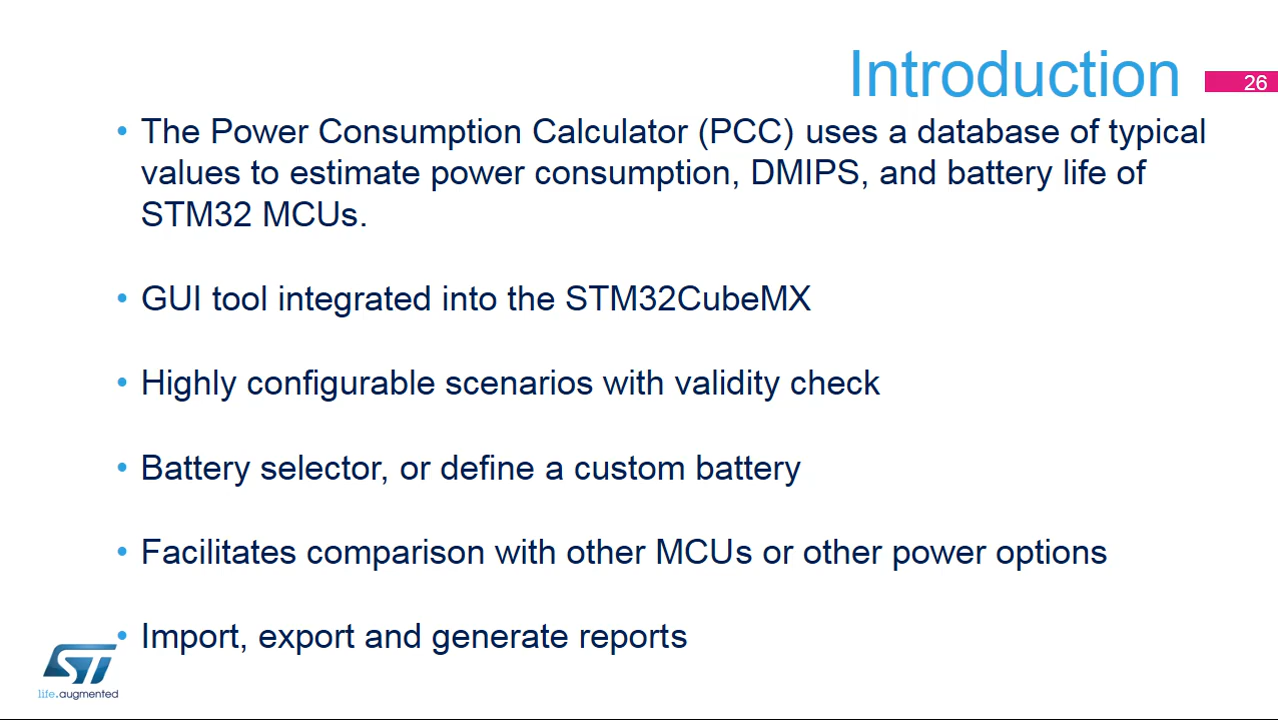 Introduction
26
• The Power Consumption Calculator (PCC) uses a database of typical
values to estimate power consumption, DMIPS, and battery life of
STM32 MCUs.
• GUI tool integrated into the STM32CubeMX
• Highly configurable scenarios with validity check
• Battery selector, or define a custom battery
• Facilitates comparison with other MCUs or other power options
• Import, export and generate reports
ST
life.augmented